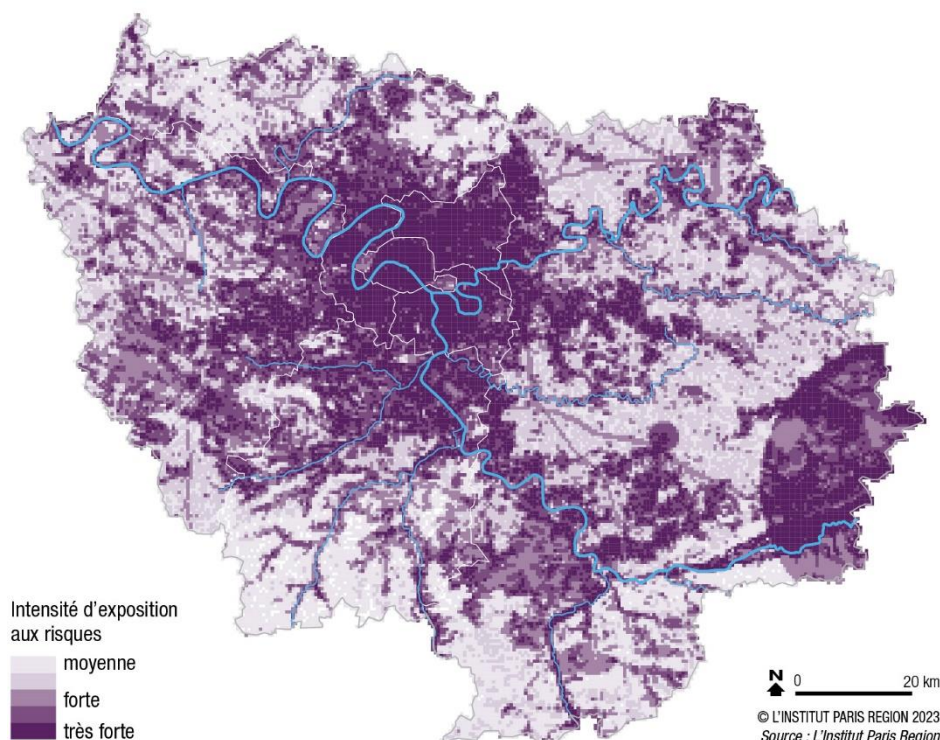 Intensité d'exposition
aux risques
moyenne
forte
très forte
N 0 20 km
© L'INSTITUT PARIS REGION 2023
Source : L'Institut Paris Region